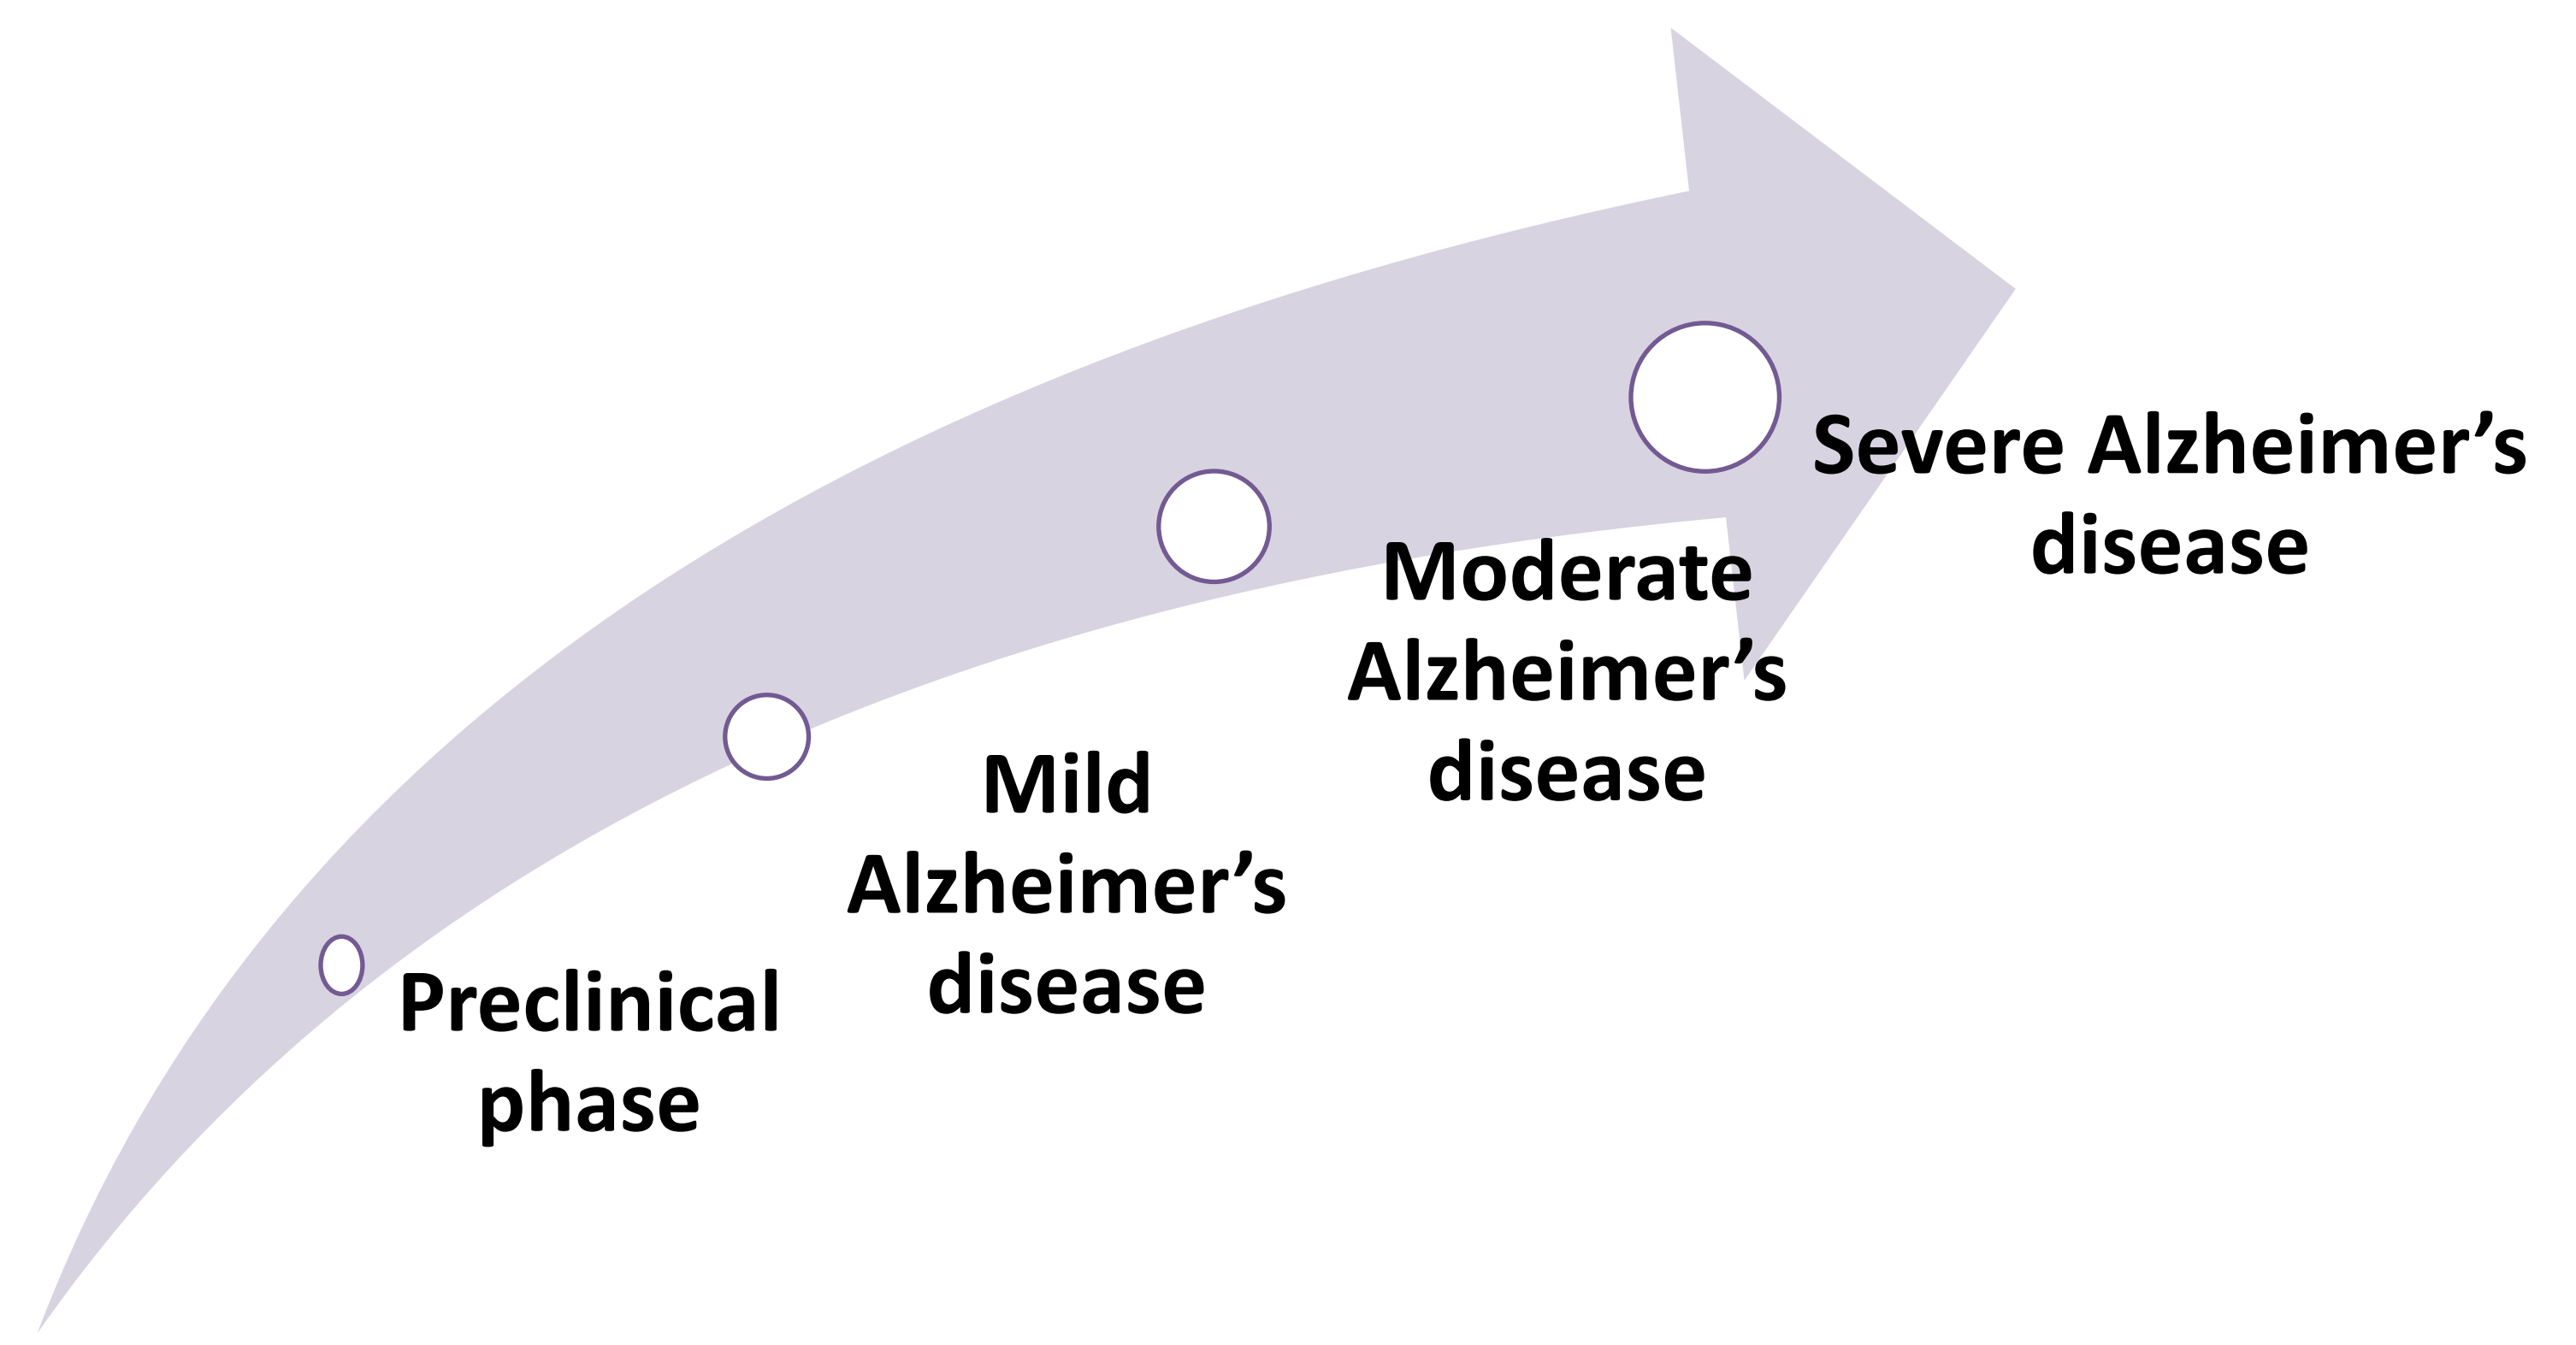 Preclinical
phase
Mild
Alzheimer’s
disease
Moderate
Alzheimer’s
disease
Severe Alzheimer’s
disease